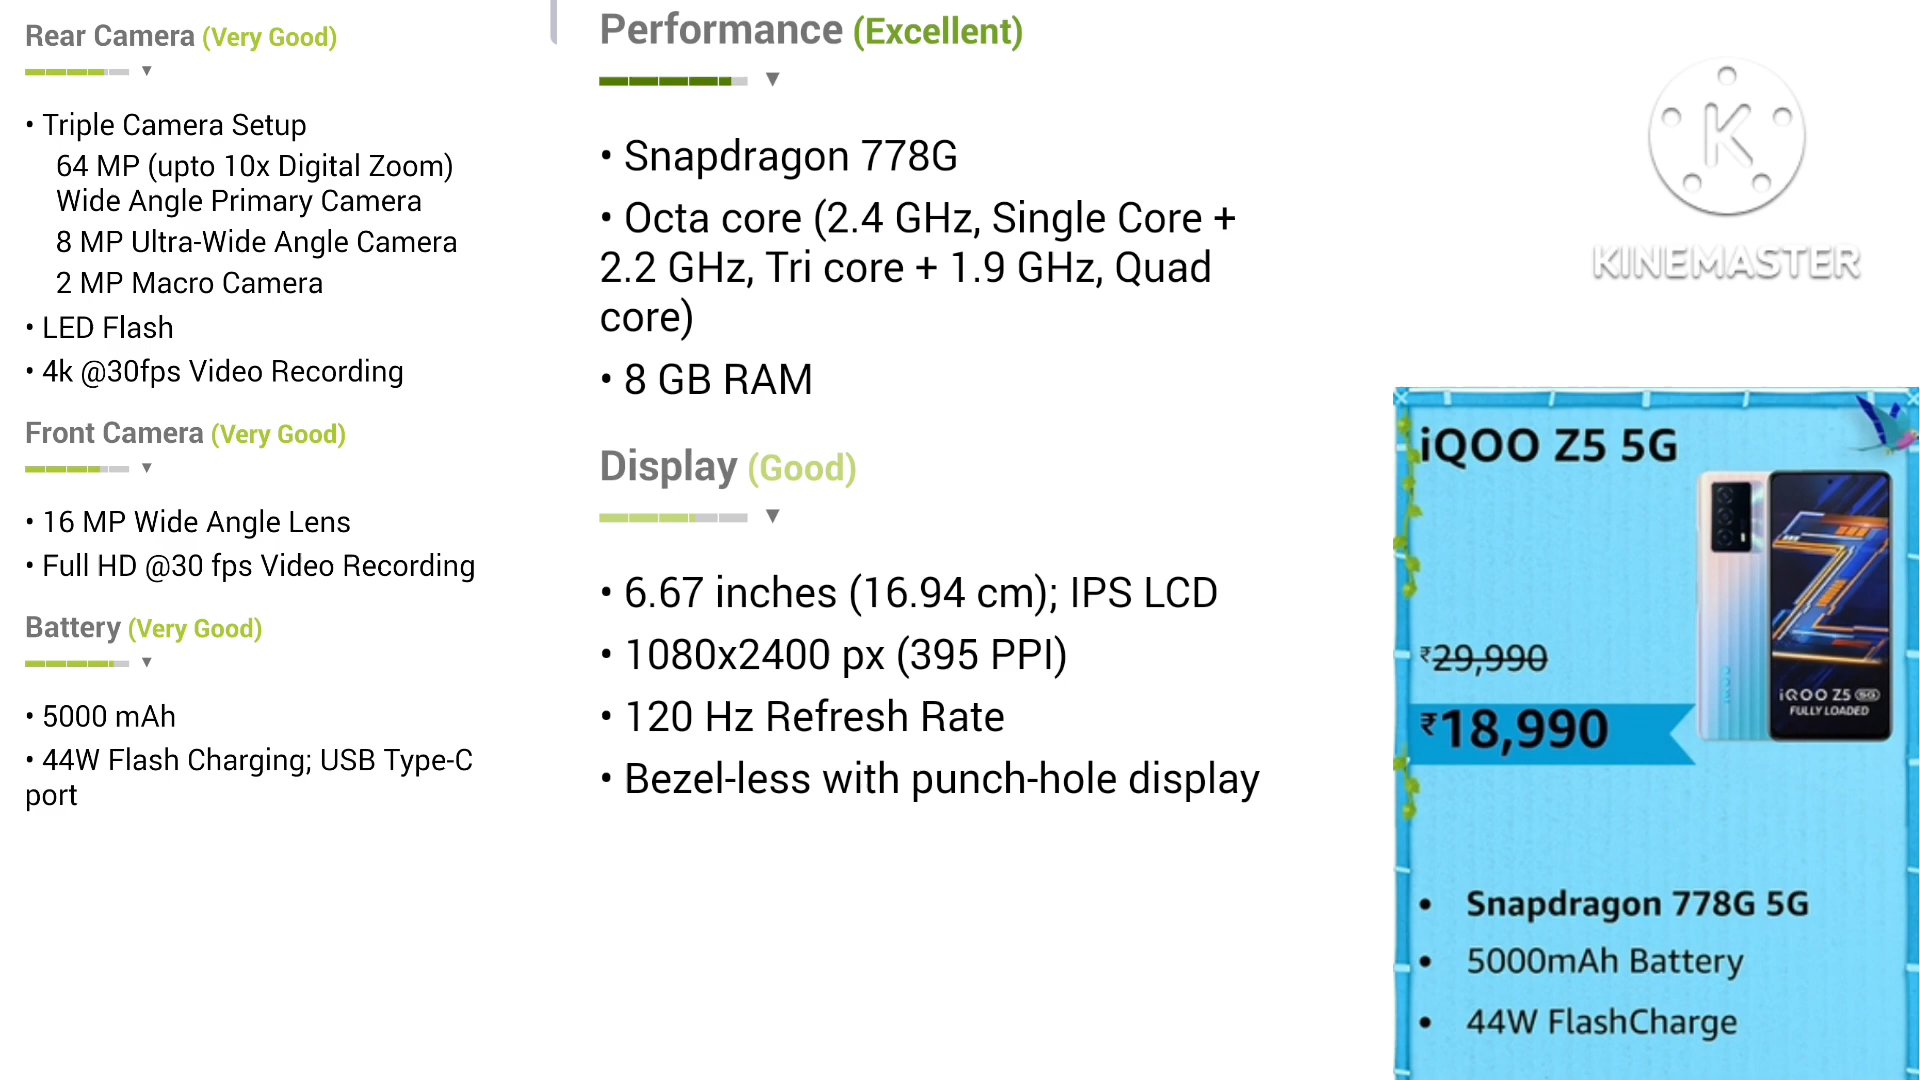 Rear Camera (Very Good)
▼
• Triple Camera Setup
64 MP (upto 10x Digital Zoom)
Wide Angle Primary Camera
8 MP Ultra-Wide Angle Camera
2 MP Macro Camera
• LED Flash
• 4k @30fps Video Recording
Front Camera (Very Good)
▼
• 16 MP Wide Angle Lens
• Full HD @30 fps Video Recording
Battery (Very Good)
▼
• 5000 mAh
• 44W Flash Charging; USB Type-C
port
Performance (Excellent)
▼
• Snapdragon 778G
• Octa core (2.4 GHz, Single Core +
2.2 GHz, Tri core + 1.9 GHz, Quad
core)
• 8 GB RAM
Display (Good)
▼
• 6.67 inches (16.94 cm); IPS LCD
• 1080x2400 px (395 PPI)
• 120 Hz Refresh Rate
• Bezel-less with punch-hole display
K
KINEMASTER
iQOO Z5 5G
₹29,990
₹18,990
iQOO
iQOO Z5 5G
FULLY LOADED
• Snapdragon 778G 5G
• 5000mAh Battery
• 44W FlashCharge